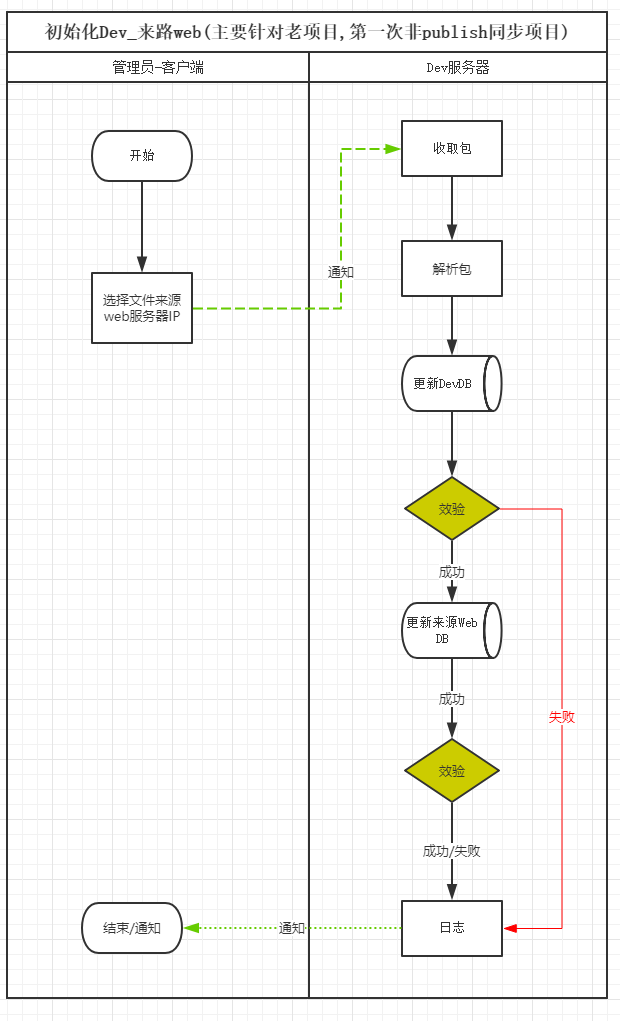 初始化Dev_来路web(主要针对老项目,第一次非publish同步项目)
管理员-客户端
Dev服务器
开始
收取包
通知
解析包
选择文件来源
web服务器IP
更新DevDB
效验
成功
更新来源Web
DB
成功
失败
效验
成功/失败
结束/通知
通知
日志